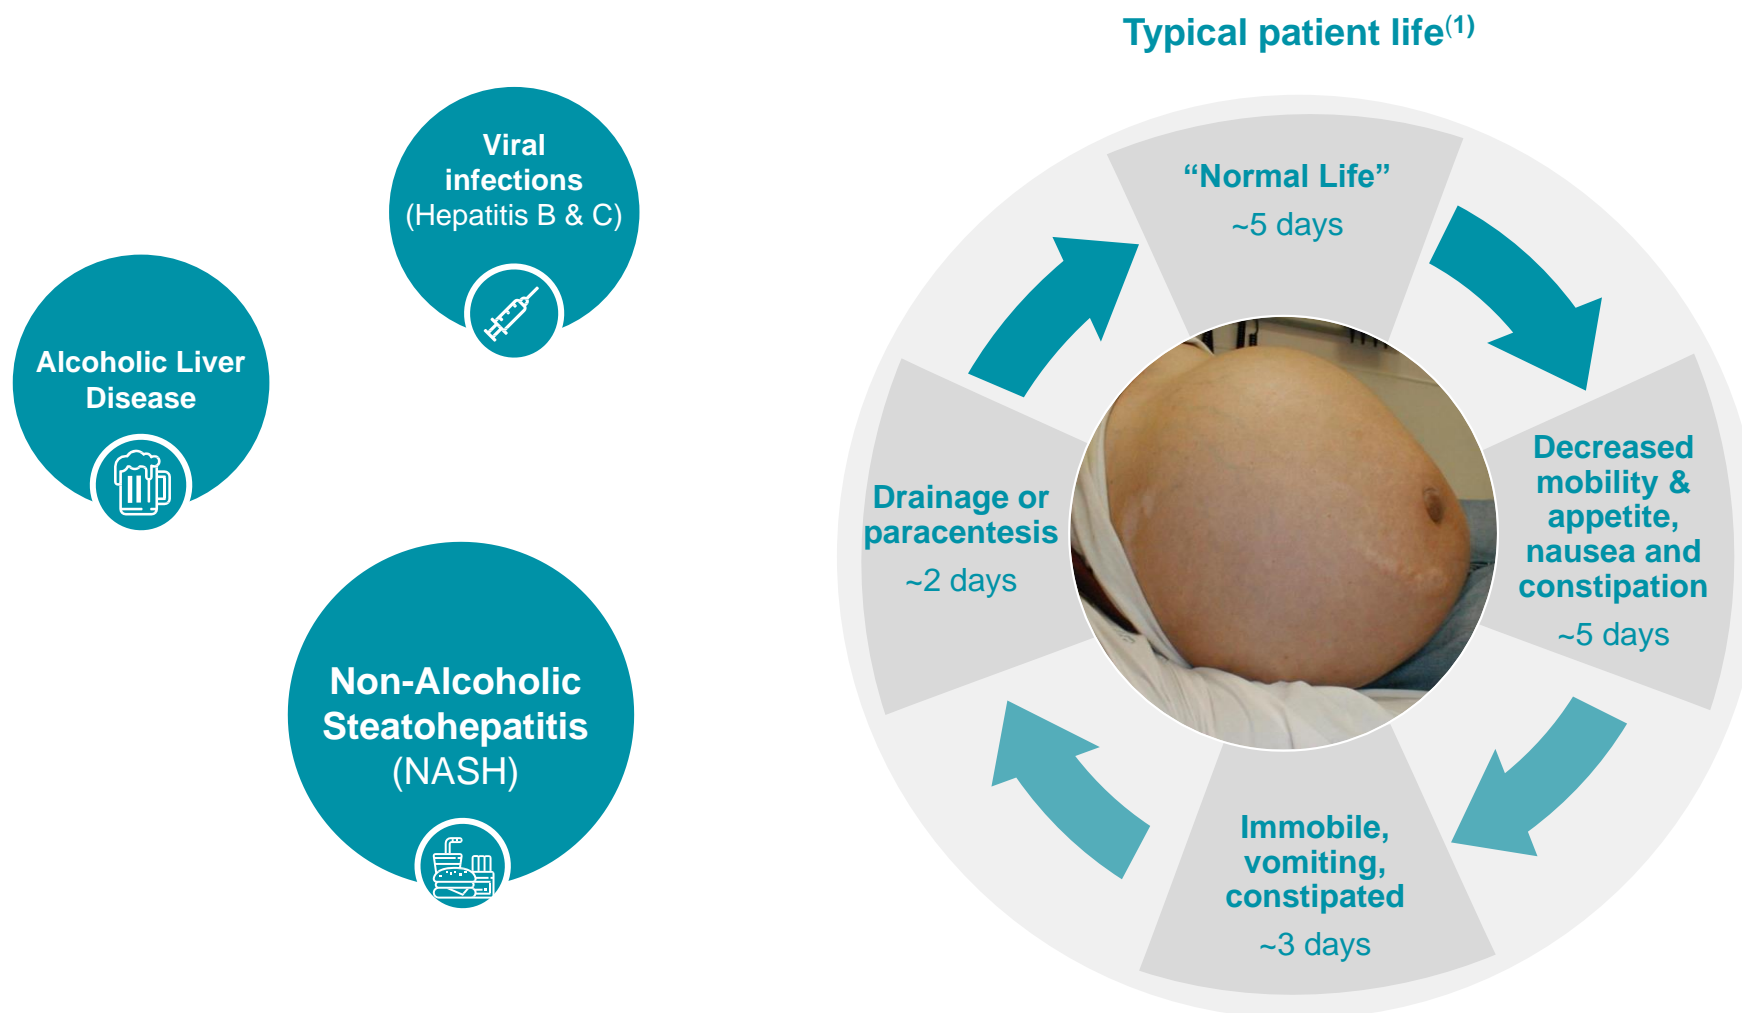 Typical patient life(1)
Viral
infections
(Hepatitis B & C)
Alcoholic Liver
Disease
Non-Alcoholic
Steatohepatitis
(NASH)
“Normal Life”
~5 days
Decreased
mobility &
appetite,
nausea and
constipation
~5 days
Immobile,
vomiting,
constipated
~3 days
Drainage or
paracentesis
~2 days